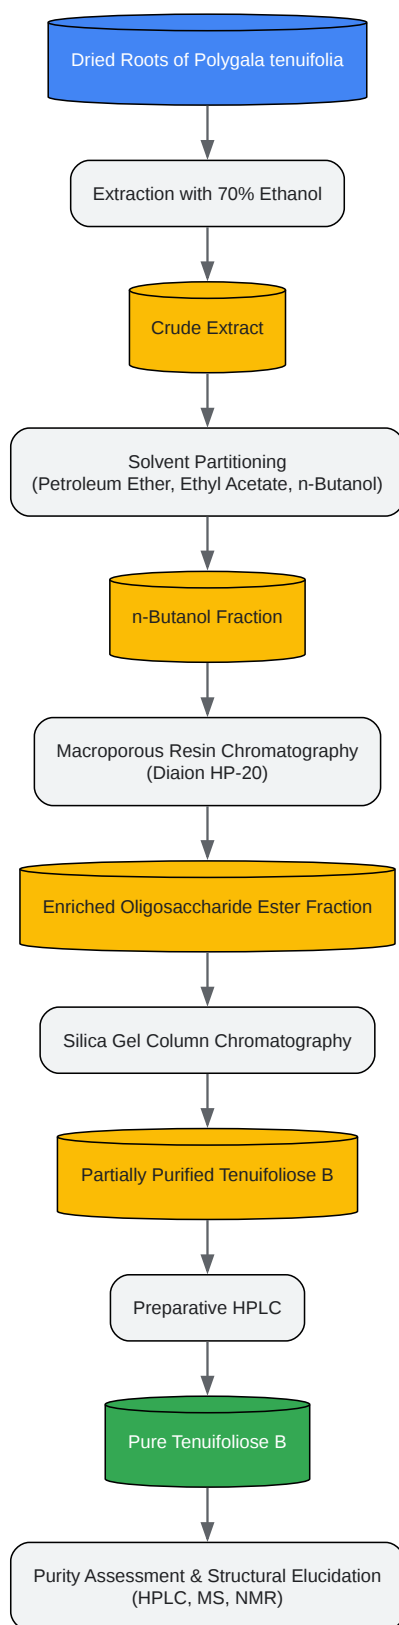 Dried Roots of Polygala tenuifolia
Extraction with 70% Ethanol
Crude Extract
Solvent Partitioning
(Petroleum Ether, Ethyl Acetate, n-Butanol)
n-Butanol Fraction
Macroporous Resin Chromatography
(Diaion HP-20)
Enriched Oligosaccharide Ester Fraction
Silica Gel Column Chromatography
Partially Purified Tenuifoliose B
Preparative HPLC
Pure Tenuifoliose B
Purity Assessment & Structural Elucidation
(HPLC, MS, NMR)